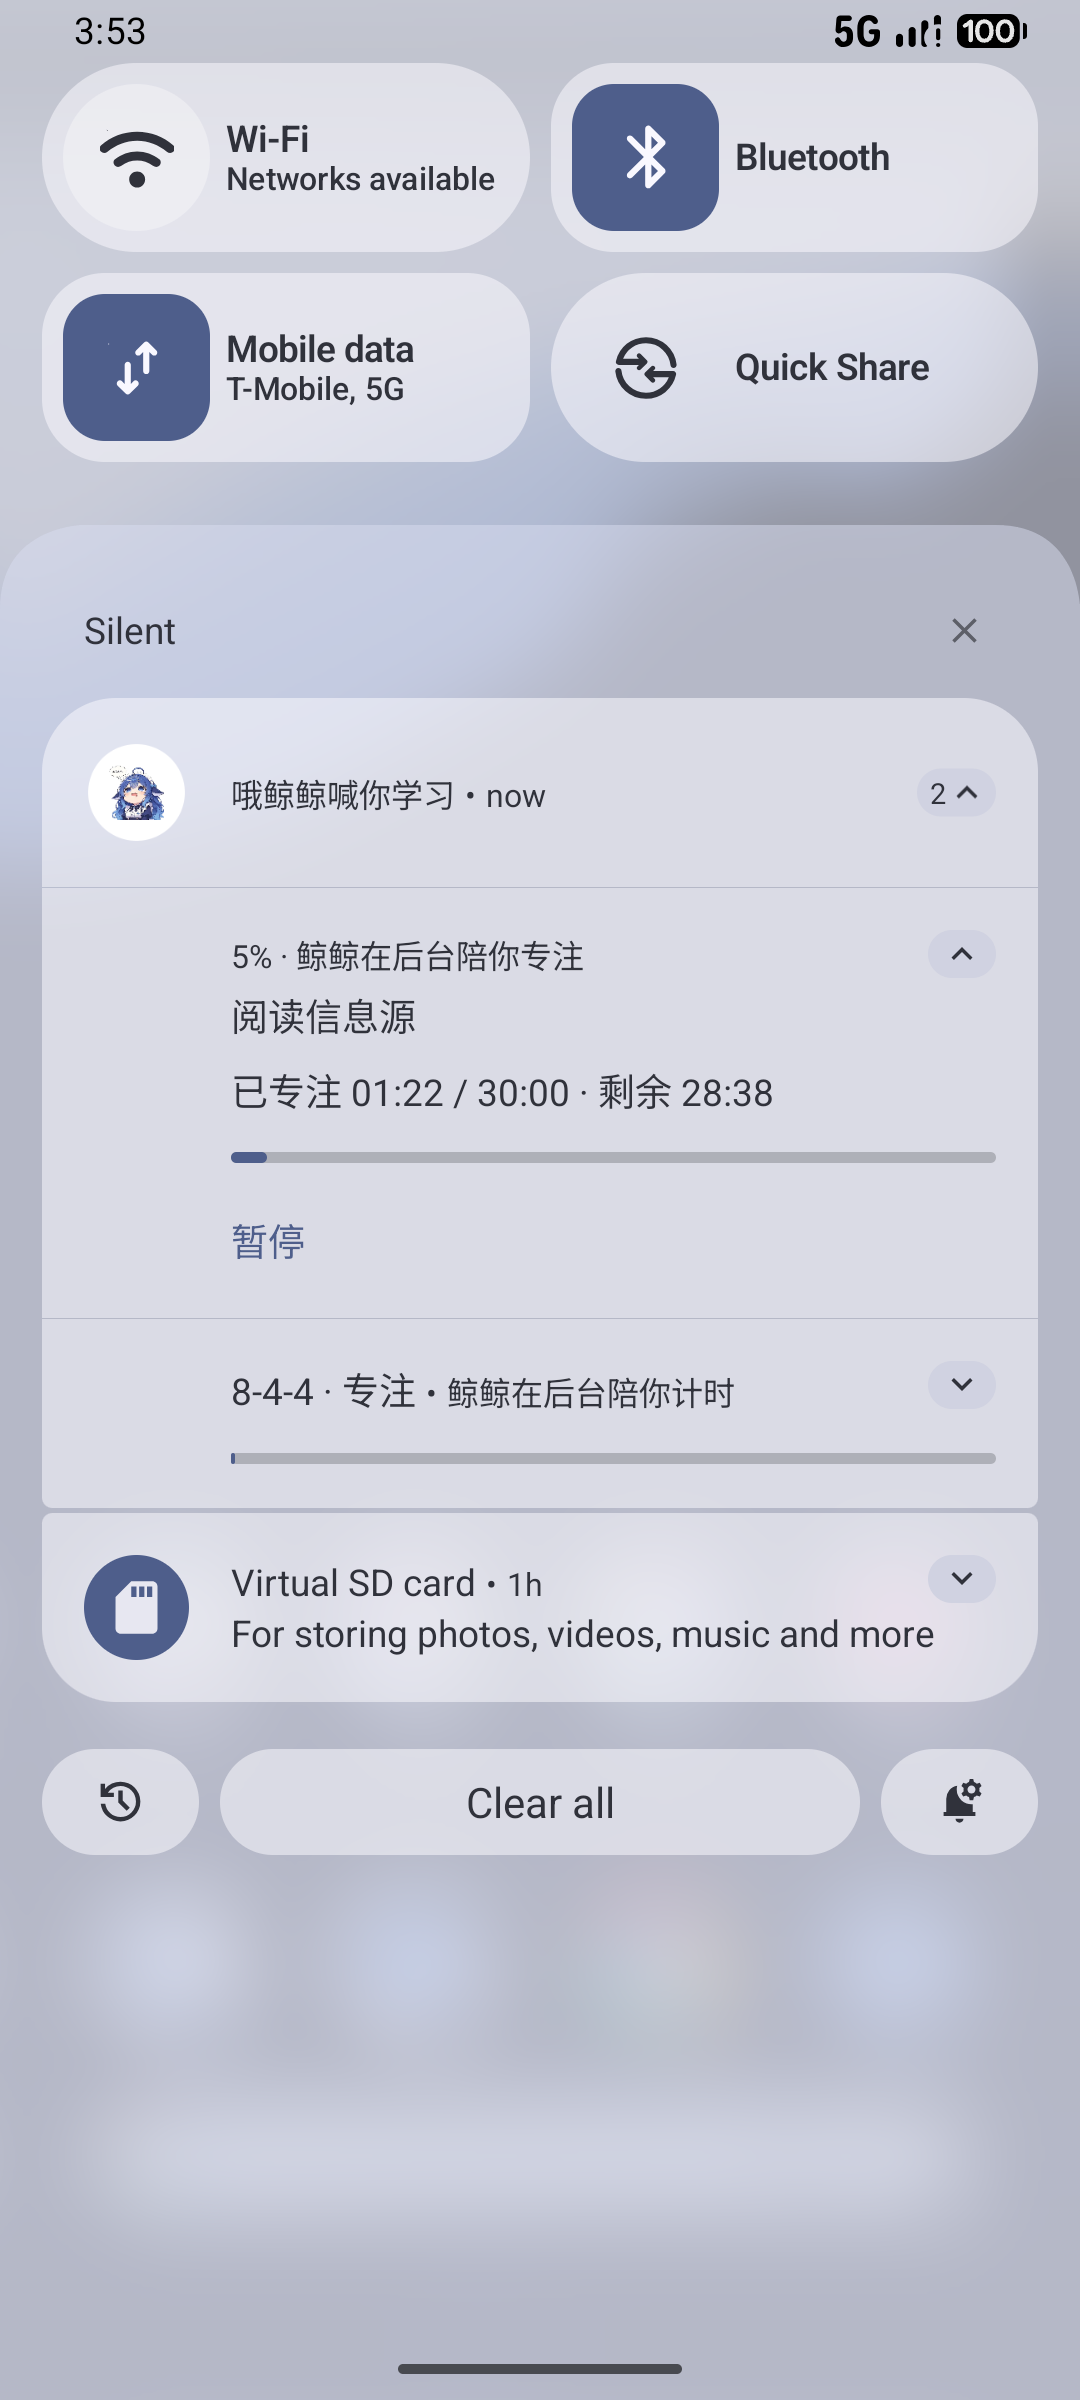 3:53
5G
100
Wi-Fi
Networks available
Bluetooth
Mobile data
T-Mobile, 5G
Quick Share
Silent
哦鲸鲸喊你学习 • now
2
5% · 鲸鲸在后台陪你专注
阅读信息源
已专注 01:22 / 30:00 · 剩余 28:38
暂停
8-4-4 · 专注 • 鲸鲸在后台陪你计时
Virtual SD card • 1h
For storing photos, videos, music and more
Clear all